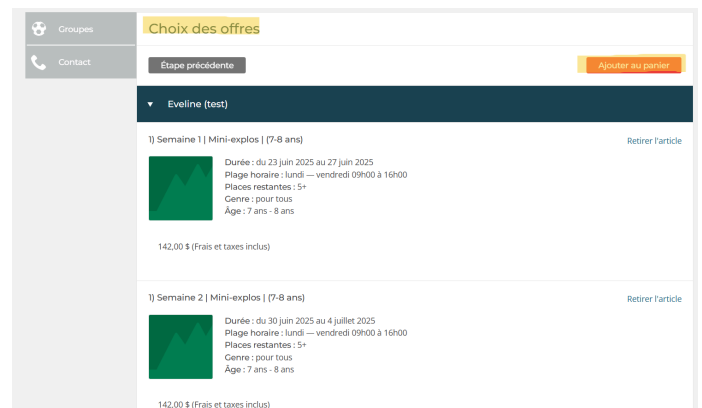 Groupes
Contact
Choix des offres
Étape précédente
Ajouter au panier
Eveline (test)
1) Semaine 1 | Mini-explos | (7-8 ans)
Retirer l'article
Durée : du 23 juin 2025 au 27 juin 2025
Plage horaire : lundi — vendredi 09h00 à 16h00
Places restantes : 5+
Genre : pour tous
Âge : 7 ans - 8 ans
142,00 $ (Frais et taxes inclus)
1) Semaine 2 | Mini-explos | (7-8 ans)
Retirer l'article
Durée : du 30 juin 2025 au 4 juillet 2025
Plage horaire : lundi — vendredi 09h00 à 16h00
Places restantes : 5+
Genre : pour tous
Âge : 7 ans - 8 ans
142,00 $ (Frais et taxes inclus)